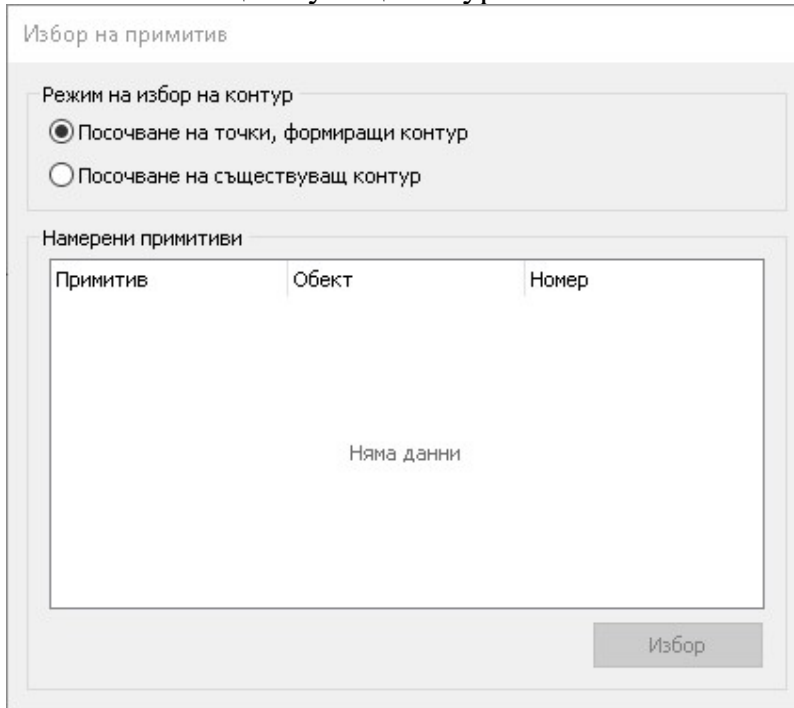 Избор на примитив
Режим на избор на контур
Посочване на точки, формиращи контур
Посочване на съществуващ контур
Намерени примитиви
Примитив Обект Номер
Няма данни
Избор